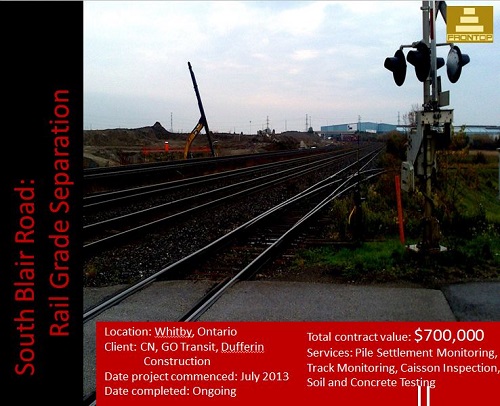 FRONTOP
South Blair Road:
Rail Grade Separation
Location: Whitby, Ontario
Client: CN, GO Transit, Dufferin
Construction
Date project commenced: July 2013
Date completed: Ongoing
Total contract value: $700,000
Services: Pile Settlement Monitoring,
Track Monitoring, Caisson Inspection,
Soil and Concrete Testing